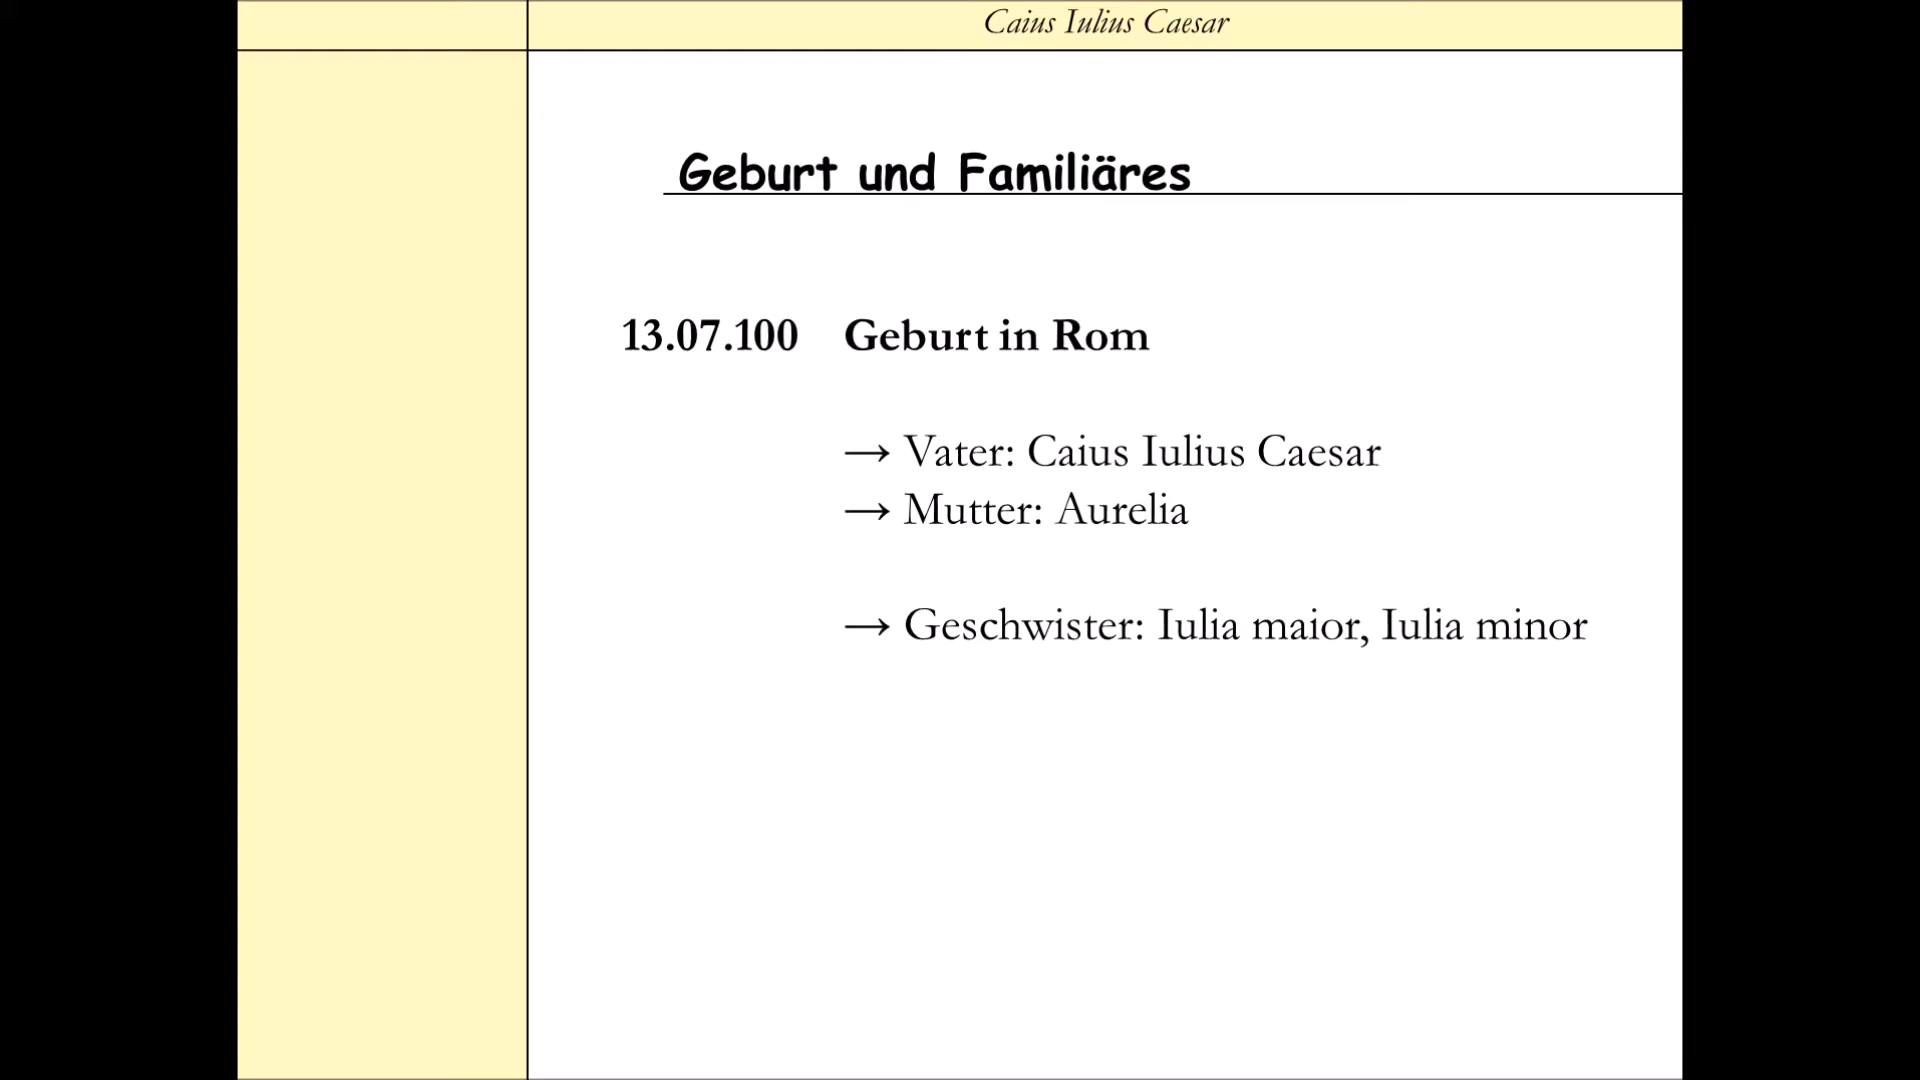 Caius Iulius Caesar
Geburt und Familiäres
13.07.100 Geburt in Rom
→ Vater: Caius Iulius Caesar
→ Mutter: Aurelia
→ Geschwister: Iulia maior, Iulia minor